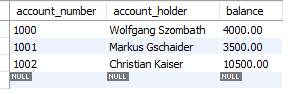 account_number account_holder balance
1000 Wolfgang Szombath 4000.00
1001 Markus Gschaider 3500.00
1002 Christian Kaiser 10500.00
NULL NULL NULL